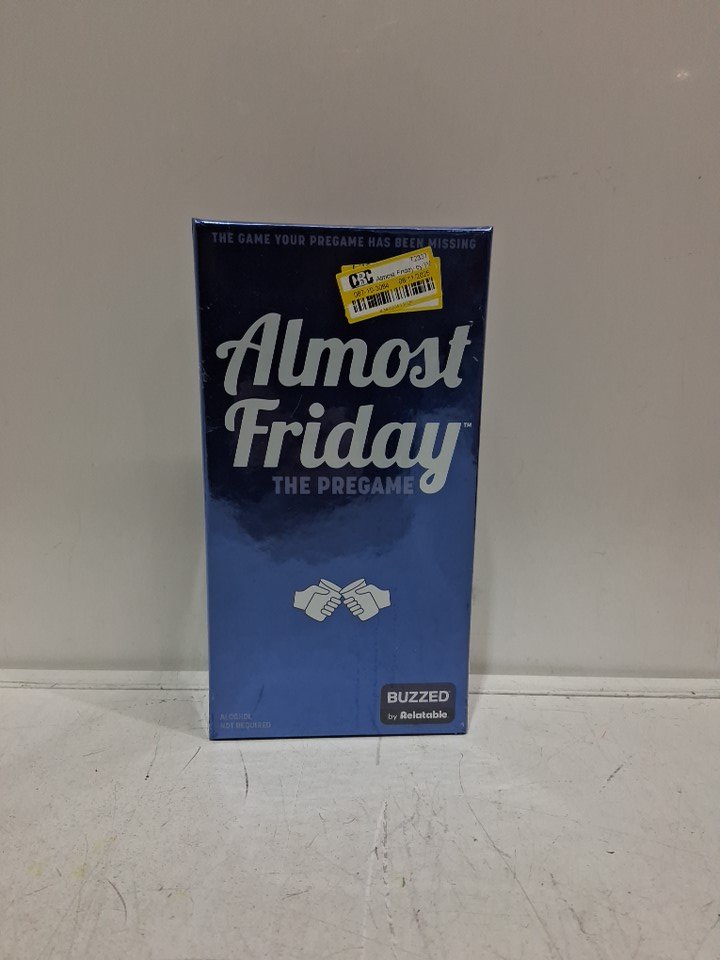 THE GAME YOUR PREGAME HAS BEEN MISSING
Almost
Friday™
THE PREGAME
BUZZED
by Relatable
ALCOHOL
NOT REQUIRED